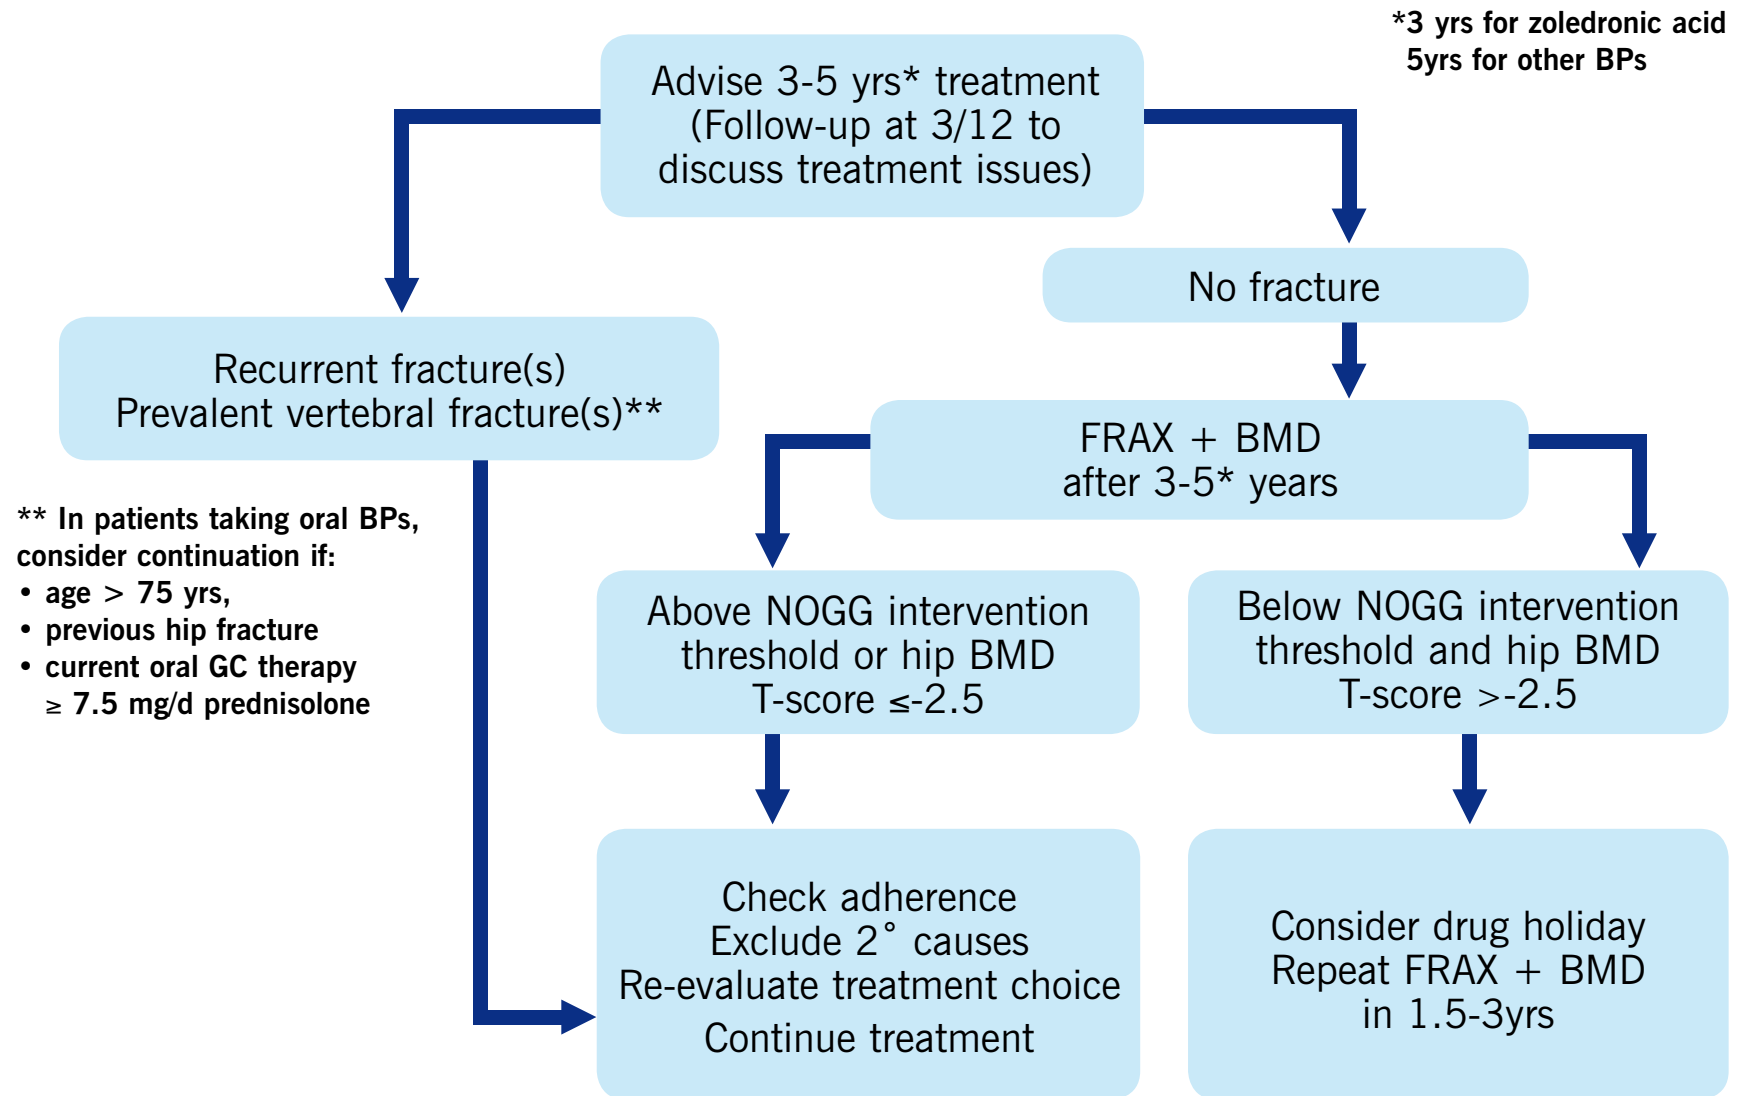 *3 yrs for zoledronic acid
5yrs for other BPs
Advise 3-5 yrs* treatment
(Follow-up at 3/12 to
discuss treatment issues)
No fracture
Recurrent fracture(s)
Prevalent vertebral fracture(s)**
FRAX + BMD
after 3-5* years
** In patients taking oral BPs,
consider continuation if:
• age > 75 yrs,
• previous hip fracture
• current oral GC therapy
≥ 7.5 mg/d prednisolone
Above NOGG intervention
threshold or hip BMD
T-score ≤-2.5
Below NOGG intervention
threshold and hip BMD
T-score >-2.5
Check adherence
Exclude 2° causes
Re-evaluate treatment choice
Continue treatment
Consider drug holiday
Repeat FRAX + BMD
in 1.5-3yrs